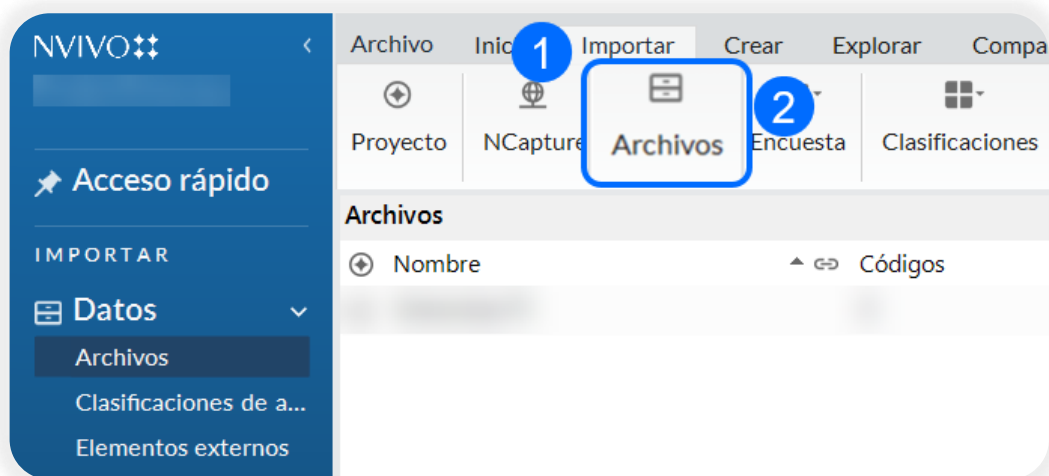 NVIVO
Archivo Inic Importar Crear Explorar Compa
1
2
Proyecto NCapture Archivos Encuesta Clasificaciones
Acceso rápido
IMPORTAR
Datos
Archivos
Clasificaciones de a...
Elementos externos
Archivos
Nombre Códigos